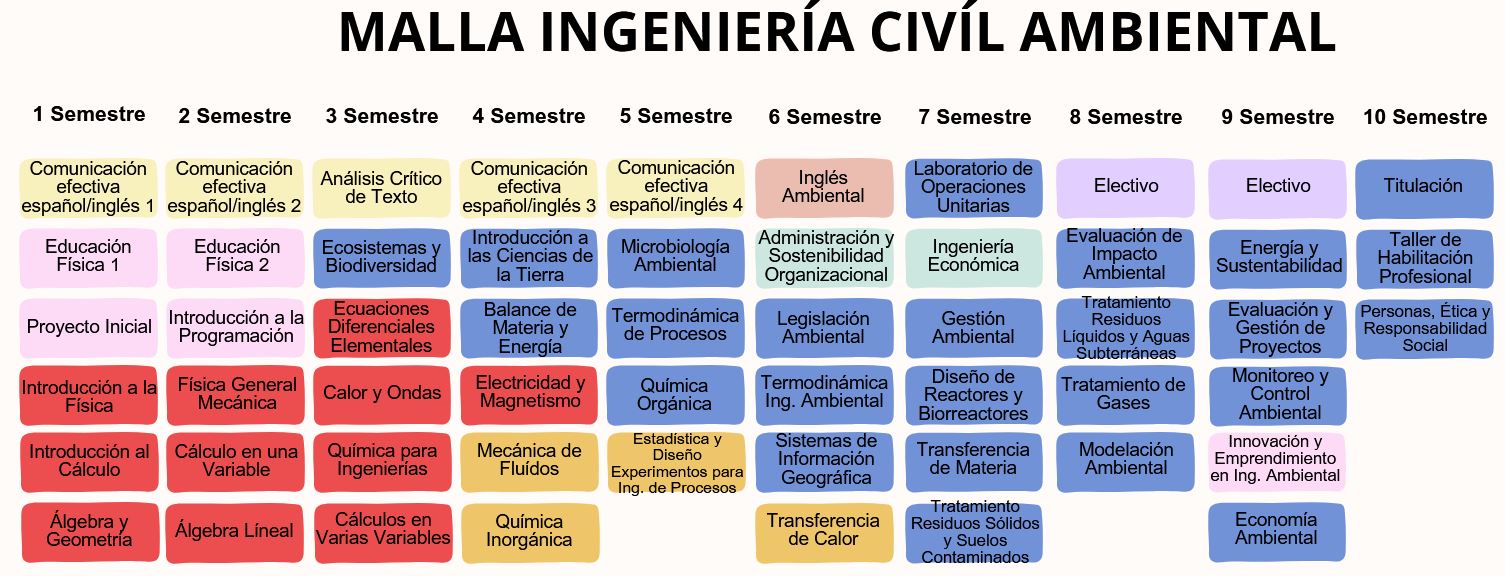 MALLA INGENIERÍA CIVÍL AMBIENTAL
1 Semestre
2 Semestre
3 Semestre
4 Semestre
5 Semestre
6 Semestre
7 Semestre
8 Semestre
9 Semestre
10 Semestre
Comunicación
efectiva
español/inglés 1
Comunicación
efectiva
español/inglés 2
Análisis Crítico
de Texto
Comunicación
efectiva
español/inglés 3
Comunicación
efectiva
español/inglés 4
Inglés
Ambiental
Laboratorio de
Operaciones
Unitarias
Electivo
Electivo
Titulación
Educación
Física 1
Educación
Física 2
Ecosistemas y
Biodiversidad
Introducción a
las Ciencias de
la Tierra
Microbiología
Ambiental
Administración y
Sostenibilidad
Organizacional
Ingeniería
Económica
Evaluación de
Impacto
Ambiental
Energía y
Sustentabilidad
Taller de
Habilitación
Profesional
Proyecto Inicial
Introducción a la
Programación
Ecuaciones
Diferenciales
Elementales
Balance de
Materia y
Energía
Termodinámica
de Procesos
Legislación
Ambiental
Gestión
Ambiental
Tratamiento
Residuos
Líquidos y Aguas
Subterráneas
Evaluación y
Gestión de
Proyectos
Personas, Ética y
Responsabilidad
Social
Introducción a la
Física
Física General
Mecánica
Calor y Ondas
Electricidad y
Magnetismo
Química
Orgánica
Termodinámica
Ing. Ambiental
Diseño de
Reactores y
Biorreactores
Tratamiento de
Gases
Monitoreo y
Control
Ambiental
Introducción al
Cálculo
Cálculo en una
Variable
Química para
Ingenierías
Mecánica de
Fluídos
Estadística y
Diseño
Experimentos para
Ing. de Procesos
Sistemas de
Información
Geográfica
Transferencia
de Materia
Modelación
Ambiental
Innovación y
Emprendimiento
en Ing. Ambiental
Álgebra y
Geometría
Álgebra Líneal
Cálculos en
Varias Variables
Química
Inorgánica
Transferencia
de Calor
Tratamiento
Residuos Sólidos
y Suelos
Contaminados
Economía
Ambiental